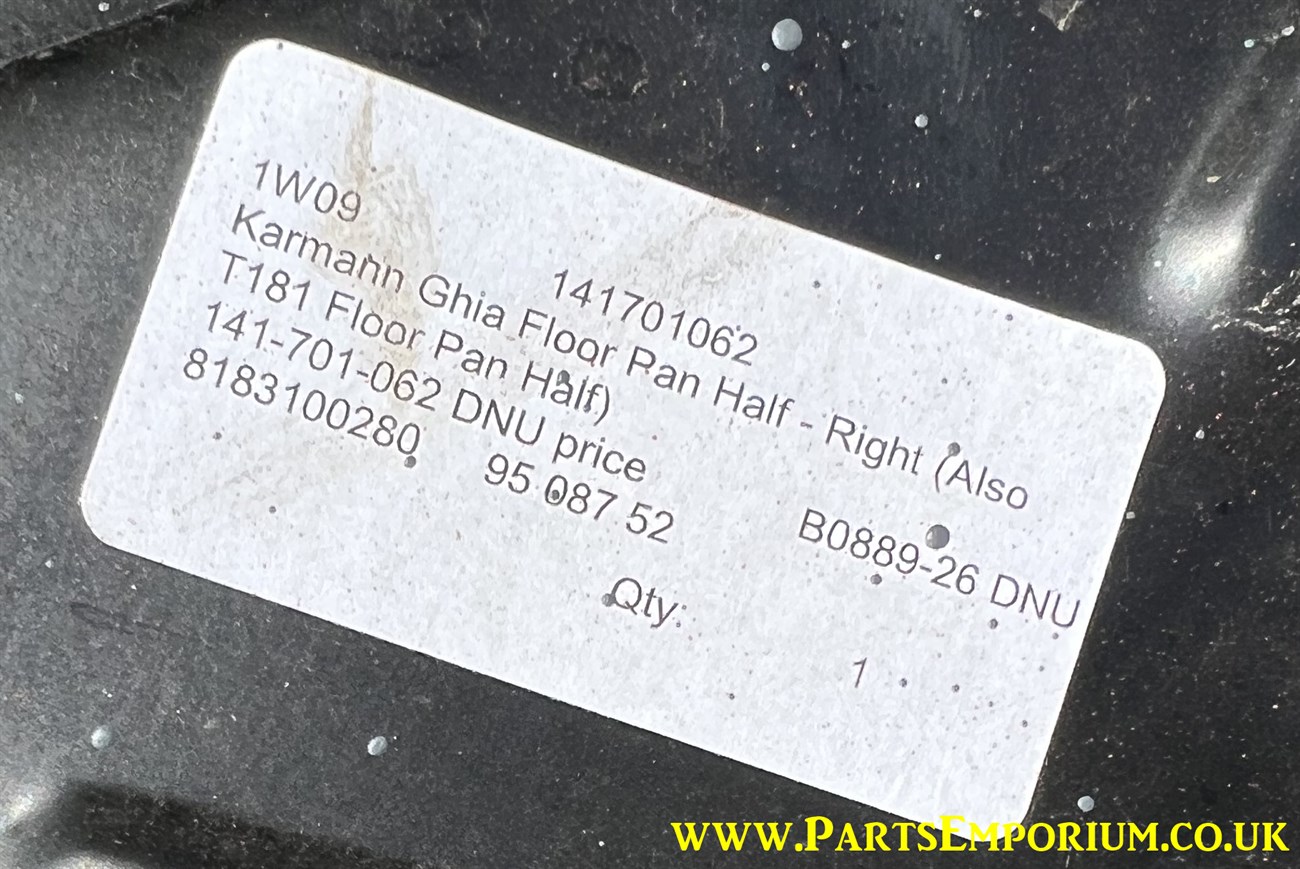 1W09
141701062
Karmann Ghia Floor Pan Half - Right (Also
T181 Floor Pan Half)
141-701-062 DNU price
B0889-26 DNU
8183100280
95 087 52
Qty:
1
www.PartsEmporium.co.uk